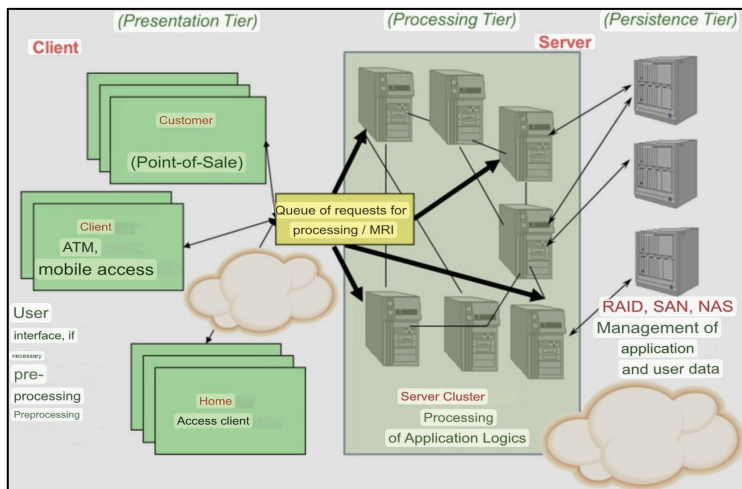 (Presentation Tier)
(Processing Tier)
(Persistence Tier)
Client
Server
Customer
(Point-of-Sale)
Client
ATM,
mobile access
Queue of requests for
processing / MRI
User
interface, if
necessary
pre-
processing
Preprocessing
Home
Access client
Server Cluster
Processing
of Application Logics
RAID, SAN, NAS
Management of
application
and user data